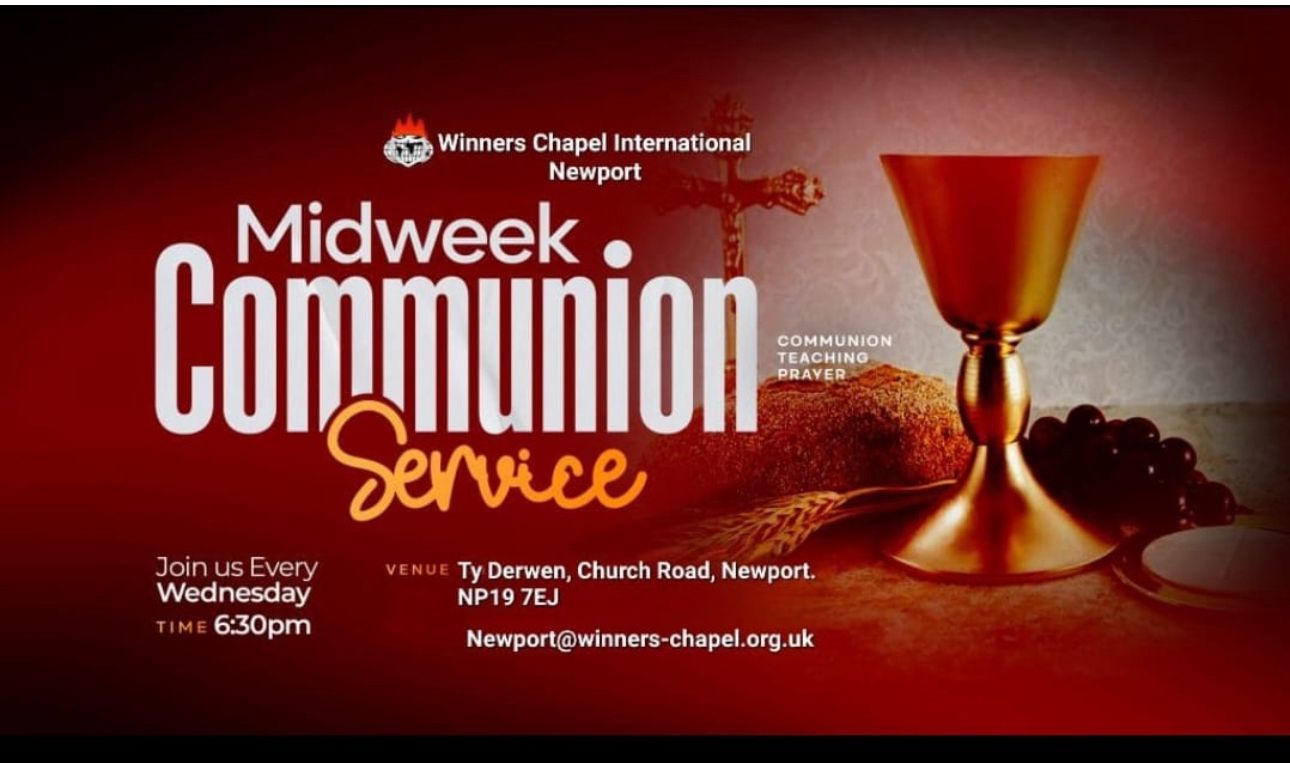 Winners Chapel International
Newport
Midweek
Communion
Service
COMMUNION
TEACHING
PRAYER
Join us Every
Wednesday
TIME 6:30pm
VENUE Ty Derwen, Church Road, Newport.
NP19 7EJ
Newport@winners-chapel.org.uk